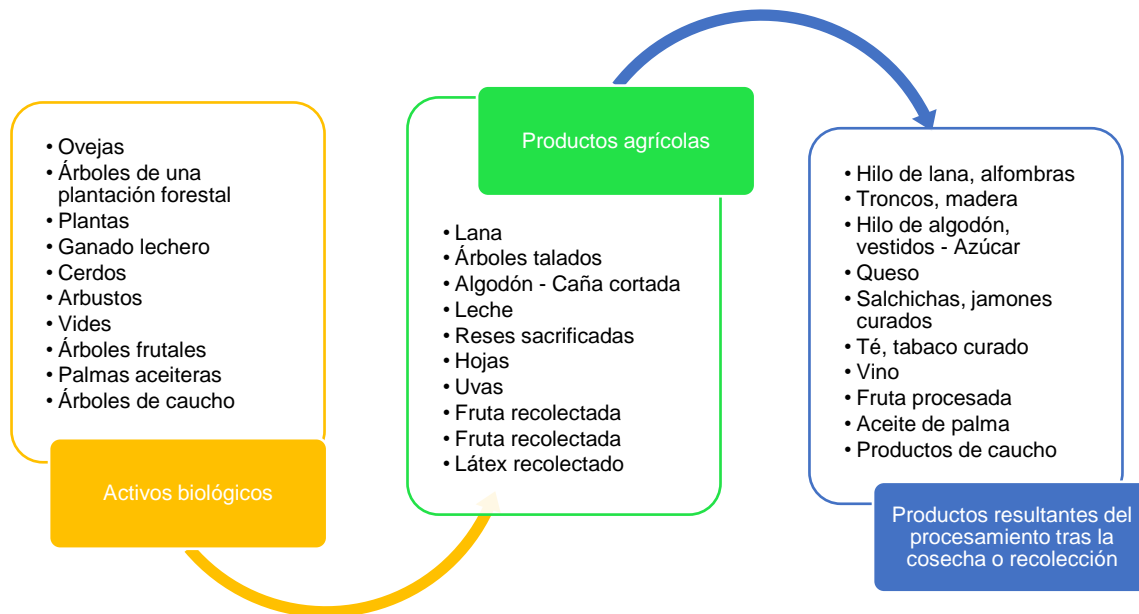 • Ovejas
• Árboles de una
plantación forestal
• Plantas
• Ganado lechero
• Cerdos
• Arbustos
• Vides
• Árboles frutales
• Palmas aceiteras
• Árboles de caucho
Activos biológicos
Productos agrícolas
• Lana
• Árboles talados
• Algodón - Caña cortada
• Leche
• Reses sacrificadas
• Hojas
• Uvas
• Fruta recolectada
• Fruta recolectada
• Látex recolectado
• Hilo de lana, alfombras
• Troncos, madera
• Hilo de algodón,
vestidos - Azúcar
• Queso
• Salchichas, jamones
curados
• Té, tabaco curado
• Vino
• Fruta procesada
• Aceite de palma
• Productos de caucho
Productos resultantes del
procesamiento tras la
cosecha o recolección